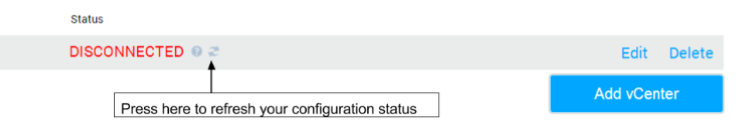 Status
DISCONNECTED Edit Delete
Press here to refresh your configuration status
Add vCenter